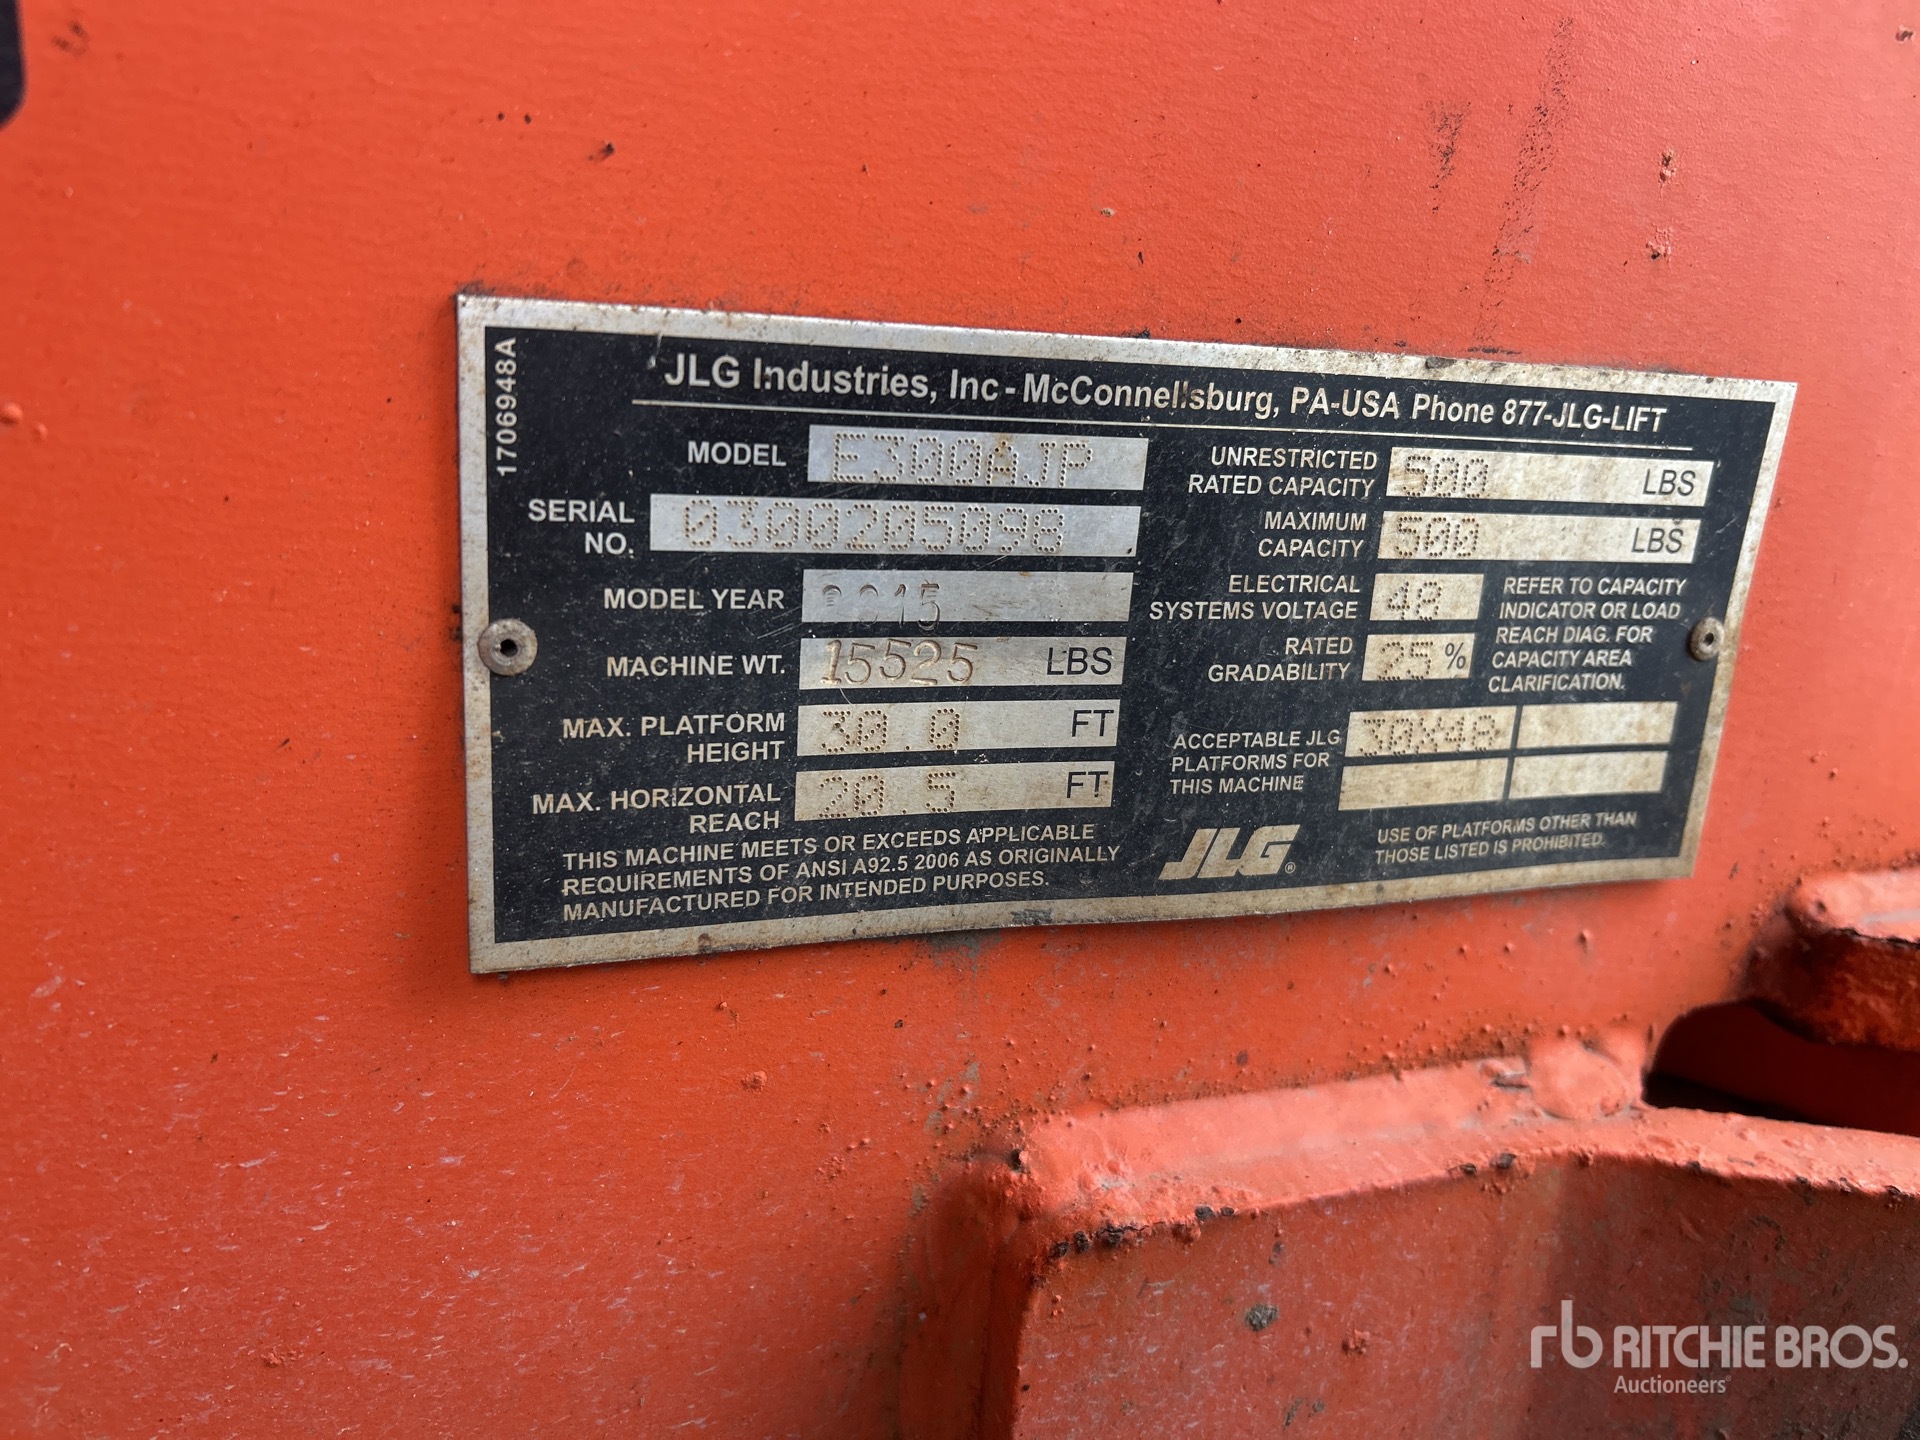 1706948A
JLG Industries, Inc - McConnellsburg, PA-USA Phone 877-JLG-LIFT
MODEL E300AJP
SERIAL NO. 0300205098
MODEL YEAR 2015
MACHINE WT. 15525 LBS
MAX. PLATFORM HEIGHT 30.0 FT
MAX. HORIZONTAL REACH 20.5 FT
THIS MACHINE MEETS OR EXCEEDS APPLICABLE
REQUIREMENTS OF ANSI A92.5 2006 AS ORIGINALLY
MANUFACTURED FOR INTENDED PURPOSES.
UNRESTRICTED RATED CAPACITY 500 LBS
MAXIMUM CAPACITY 500 LBS
ELECTRICAL SYSTEMS VOLTAGE 48
RATED GRADABILITY 25 %
REFER TO CAPACITY
INDICATOR OR LOAD
REACH DIAG. FOR
CAPACITY AREA
CLARIFICATION.
ACCEPTABLE JLG PLATFORMS FOR THIS MACHINE 30X48
JLG®
USE OF PLATFORMS OTHER THAN
THOSE LISTED IS PROHIBITED.
rb RITCHIE BROS.
Auctioneers